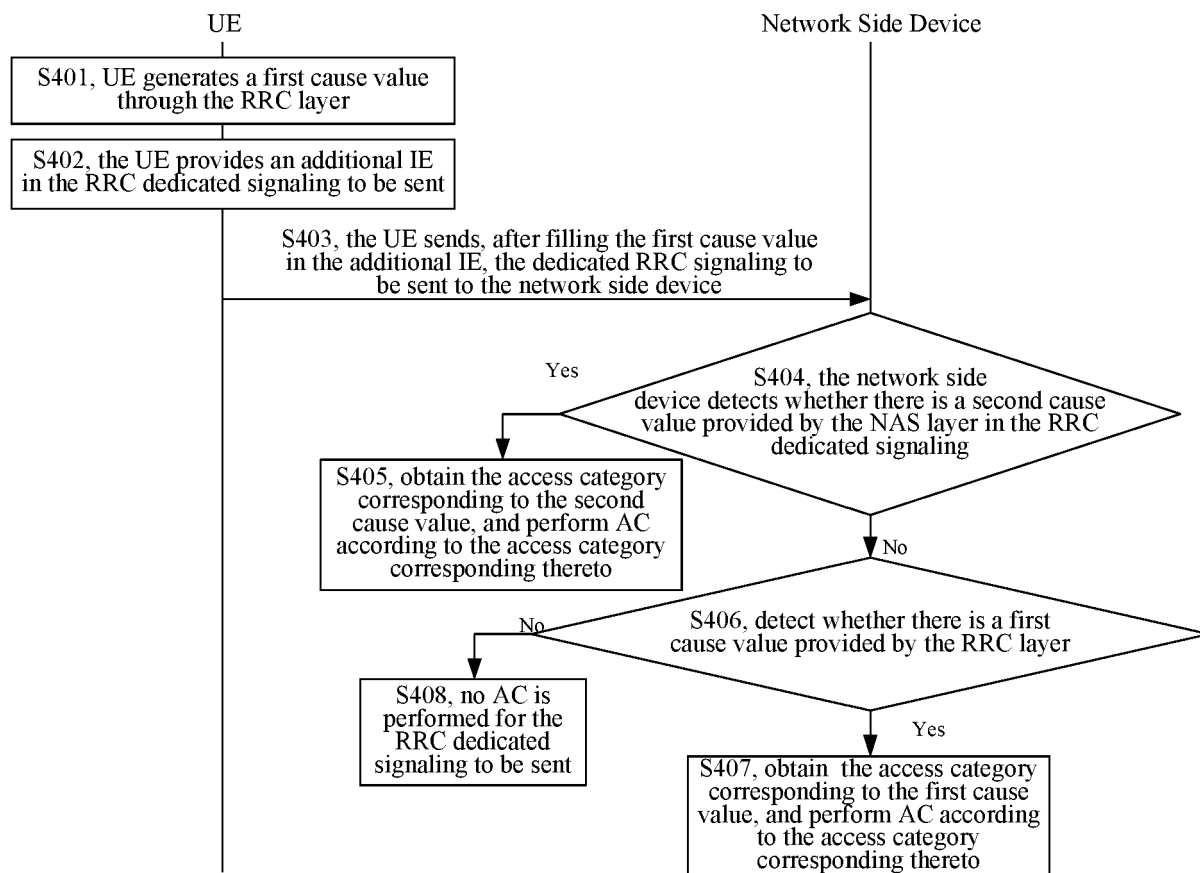 UE
Network Side Device
S401, UE generates a first cause value
through the RRC layer
S402, the UE provides an additional IE
in the RRC dedicated signaling to be sent
S403, the UE sends, after filling the first cause value
in the additional IE, the dedicated RRC signaling to
be sent to the network side device
Yes
S404, the network side
device detects whether there is a second cause
value provided by the NAS layer in the RRC
dedicated signaling
S405, obtain the access category
corresponding to the second
cause value, and perform AC
according to the access category
corresponding thereto
No
S406, detect whether there is a first
cause value provided by the RRC layer
No
S408, no AC is
performed for the
RRC dedicated
signaling to be sent
Yes
S407, obtain the access category
corresponding to the first cause
value, and perform AC according
to the access category
corresponding thereto